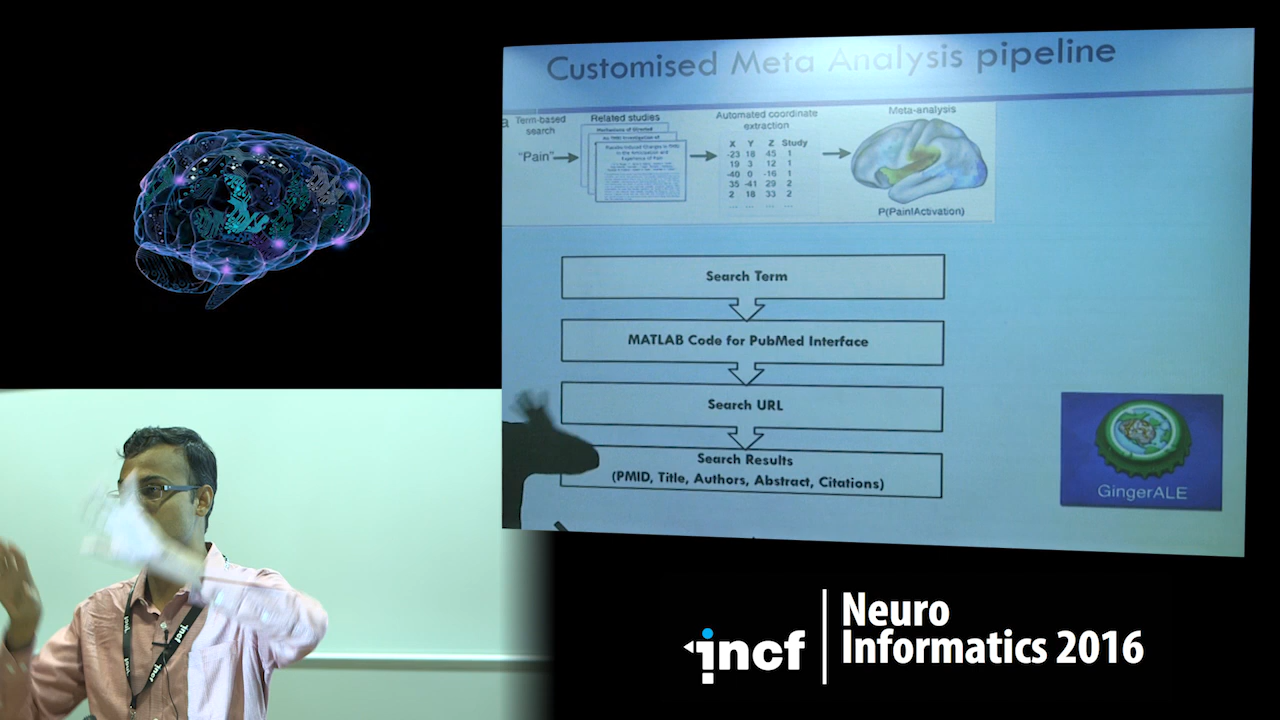 Customised Meta Analysis pipeline
a Term-based
search
Related studies
Automated coordinate
extraction
Meta-analysis
"Pain"
X Y Z Study
-23 18 45 1
19 3 12 1
-40 0 -16 1
35 -41 29 2
2 18 33 2
... ... ... ...
P(Pain|Activation)
Search Term
MATLAB Code for PubMed Interface
Search URL
Search Results
(PMID, Title, Authors, Abstract, Citations)
GingerALE
incf
incf
Neuro
Informatics 2016